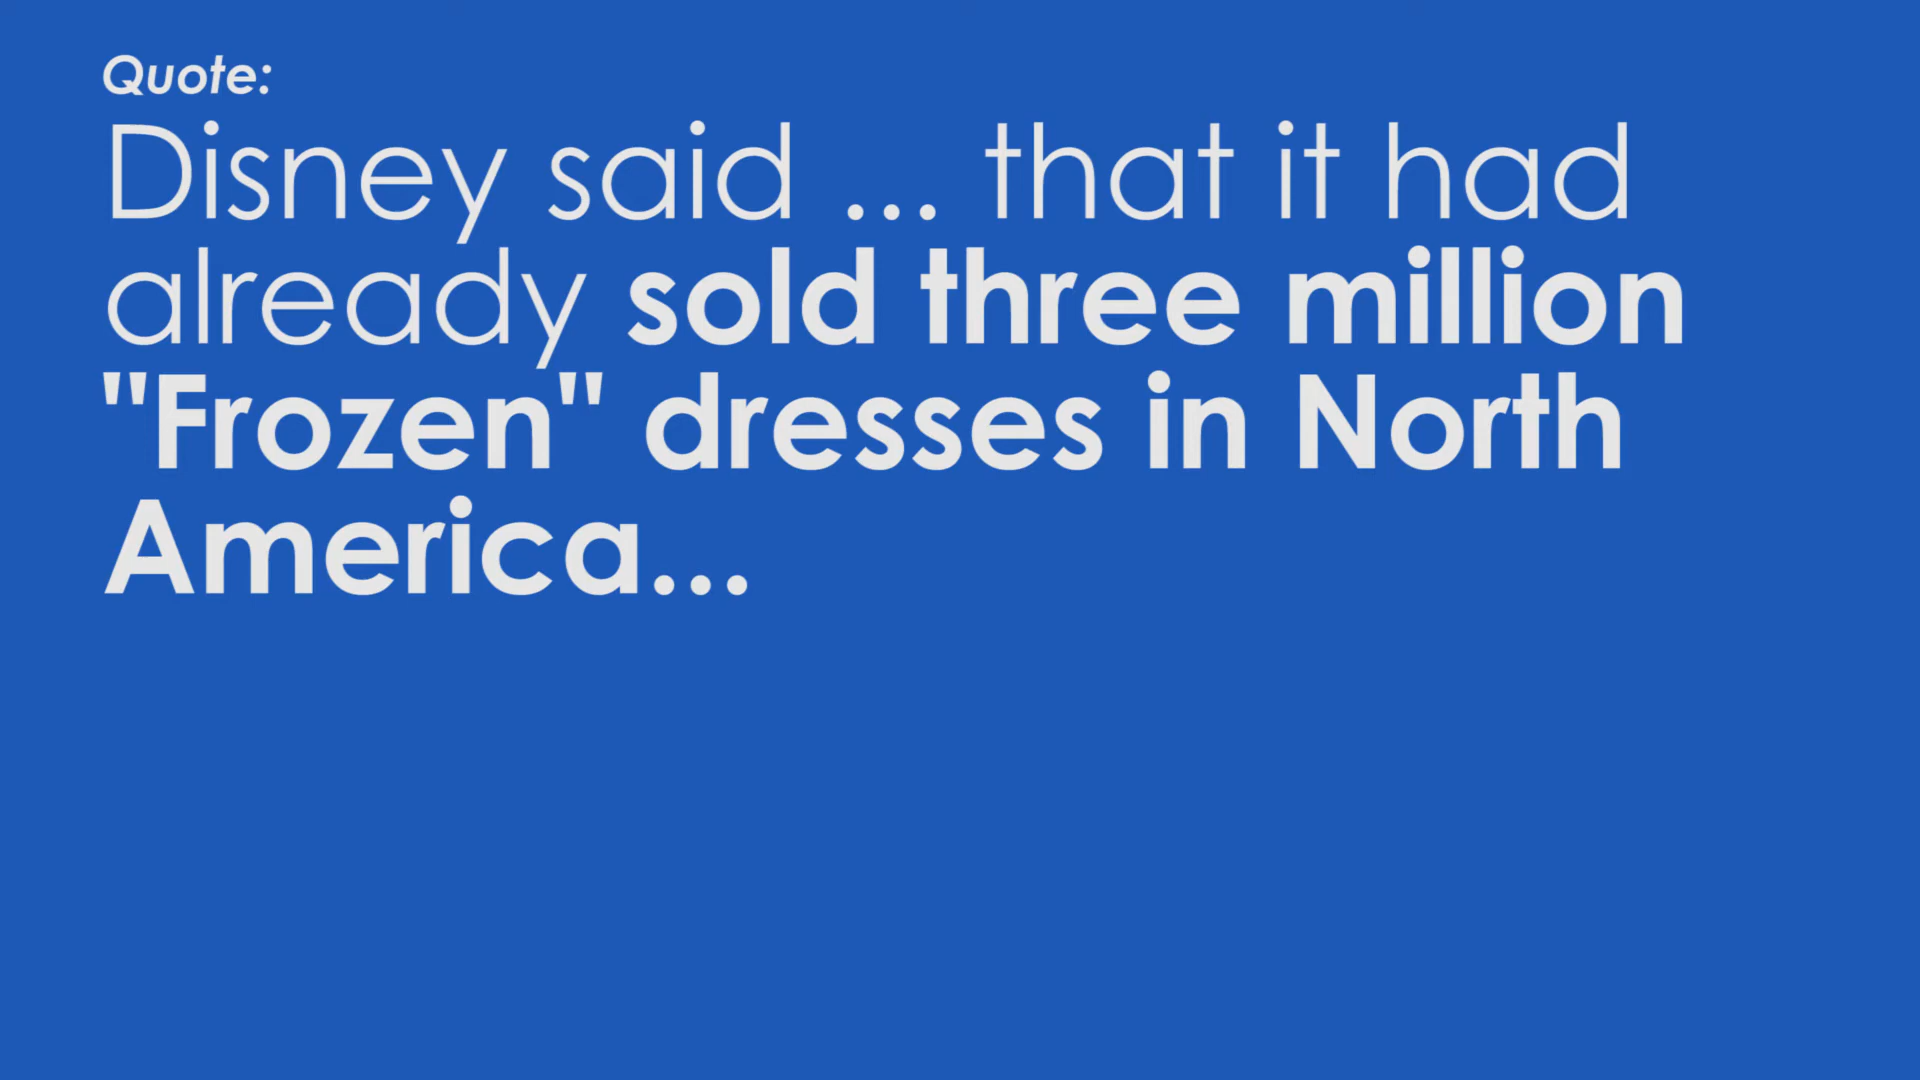 Quote:
Disney said ... that it had
already sold three million
"Frozen" dresses in North
America...